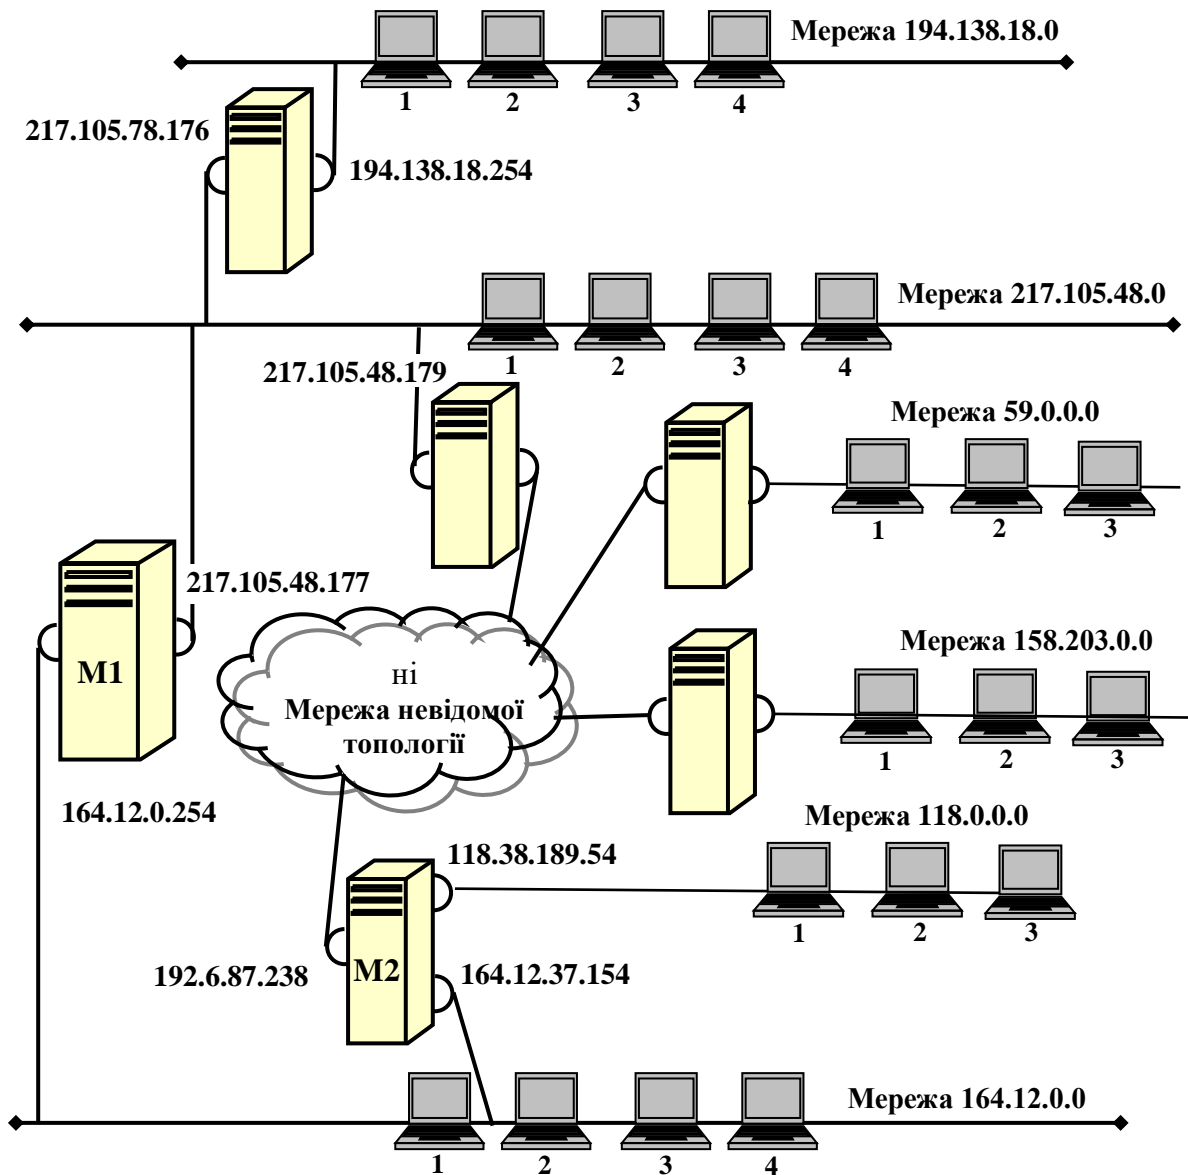 Мережа 194.138.18.0
1 2 3 4
217.105.78.176
194.138.18.254
Мережа 217.105.48.0
1 2 3 4
217.105.48.179
Мережа 59.0.0.0
1 2 3
217.105.48.177
M1
ні
Мережа невідомої
топології
Мережа 158.203.0.0
1 2 3
164.12.0.254
Мережа 118.0.0.0
118.38.189.54
1 2 3
192.6.87.238
M2
164.12.37.154
Мережа 164.12.0.0
1 2 3 4